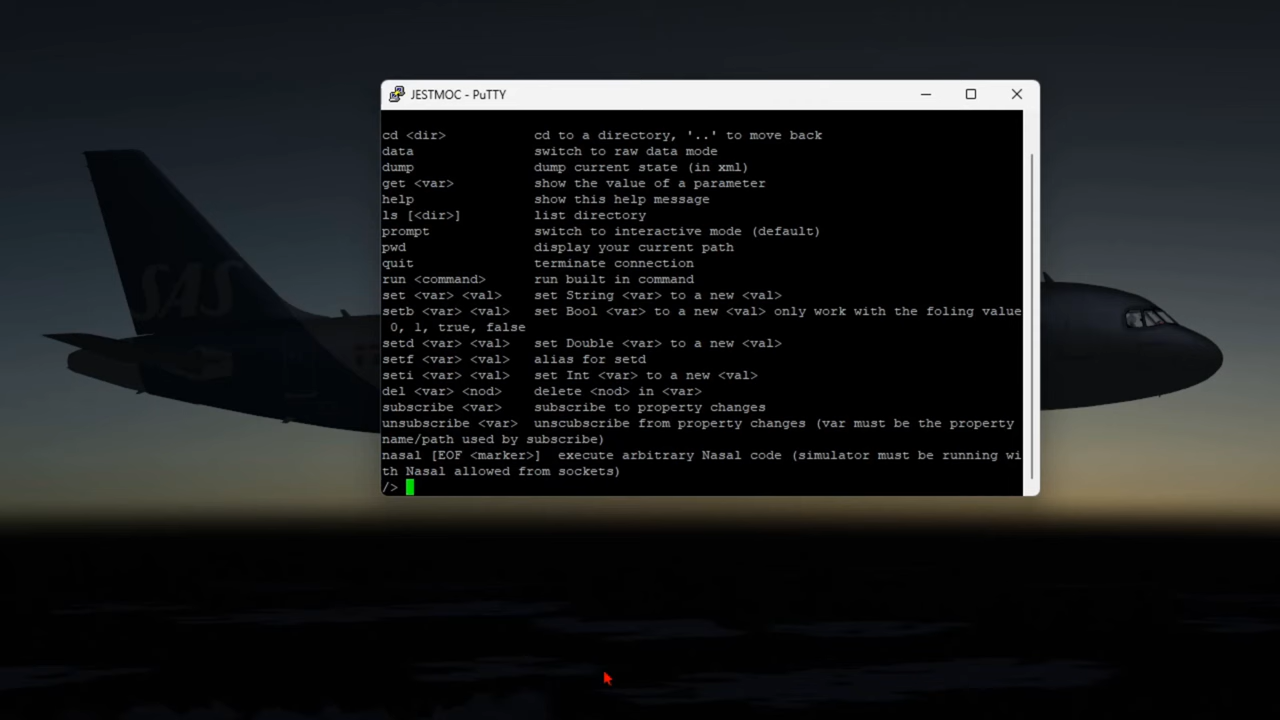 JESTMOC - PuTTY
cd <dir> cd to a directory, '..' to move back
data switch to raw data mode
dump dump current state (in xml)
get <var> show the value of a parameter
help show this help message
ls [<dir>] list directory
prompt switch to interactive mode (default)
pwd display your current path
quit terminate connection
run <command> run built in command
set <var> <val> set String <var> to a new <val>
setb <var> <val> set Bool <var> to a new <val> only work with the foling value
0, 1, true, false
setd <var> <val> set Double <var> to a new <val>
setf <var> <val> alias for setd
seti <var> <val> set Int <var> to a new <val>
del <var> <nod> delete <nod> in <var>
subscribe <var> subscribe to property changes
unsubscribe <var> unscubscribe from property changes (var must be the property
name/path used by subscribe)
nasal [EOF <marker>] execute arbitrary Nasal code (simulator must be running wi
th Nasal allowed from sockets)
/>
SAS